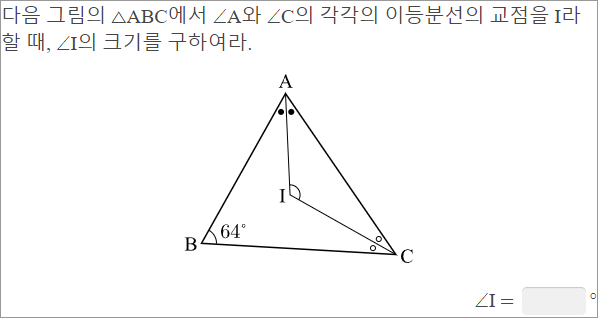 다음 그림의 △ABC에서 ∠A와 ∠C의 각각의 이등분선의 교점을 I라
할 때, ∠I의 크기를 구하여라.
A
I
B 64° C
∠I = °